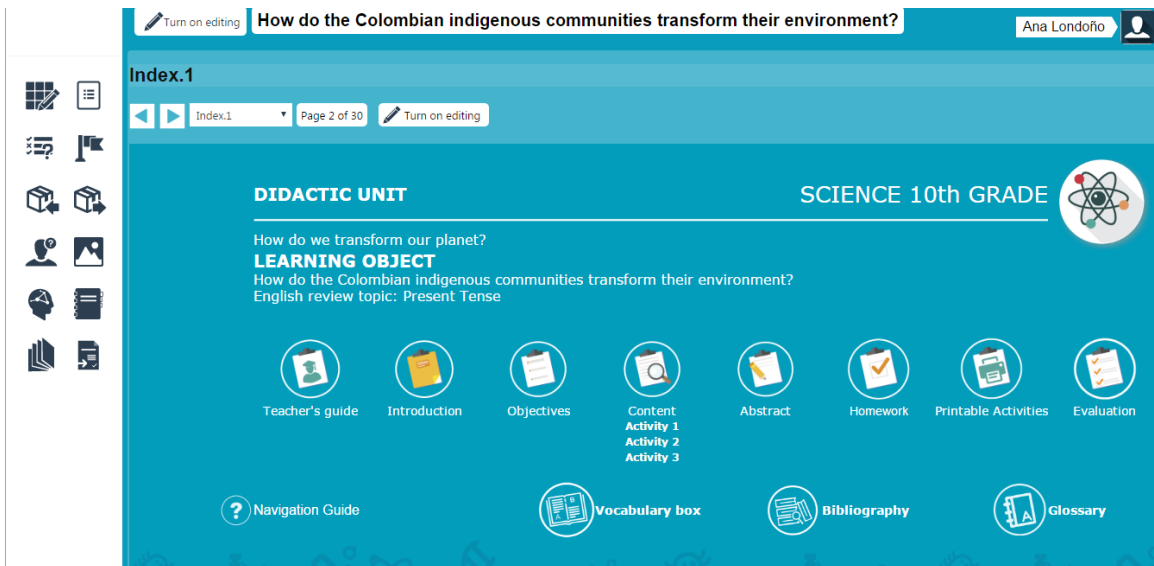 Turn on editing How do the Colombian indigenous communities transform their environment? Ana Londoño
Index.1
Index.1 Page 2 of 30 Turn on editing
DIDACTIC UNIT SCIENCE 10th GRADE
How do we transform our planet?
LEARNING OBJECT
How do the Colombian indigenous communities transform their environment?
English review topic: Present Tense
Teacher's guide Introduction Objectives Content Abstract Homework Printable Activities Evaluation
Activity 1
Activity 2
Activity 3
? Navigation Guide Vocabulary box Bibliography Glossary